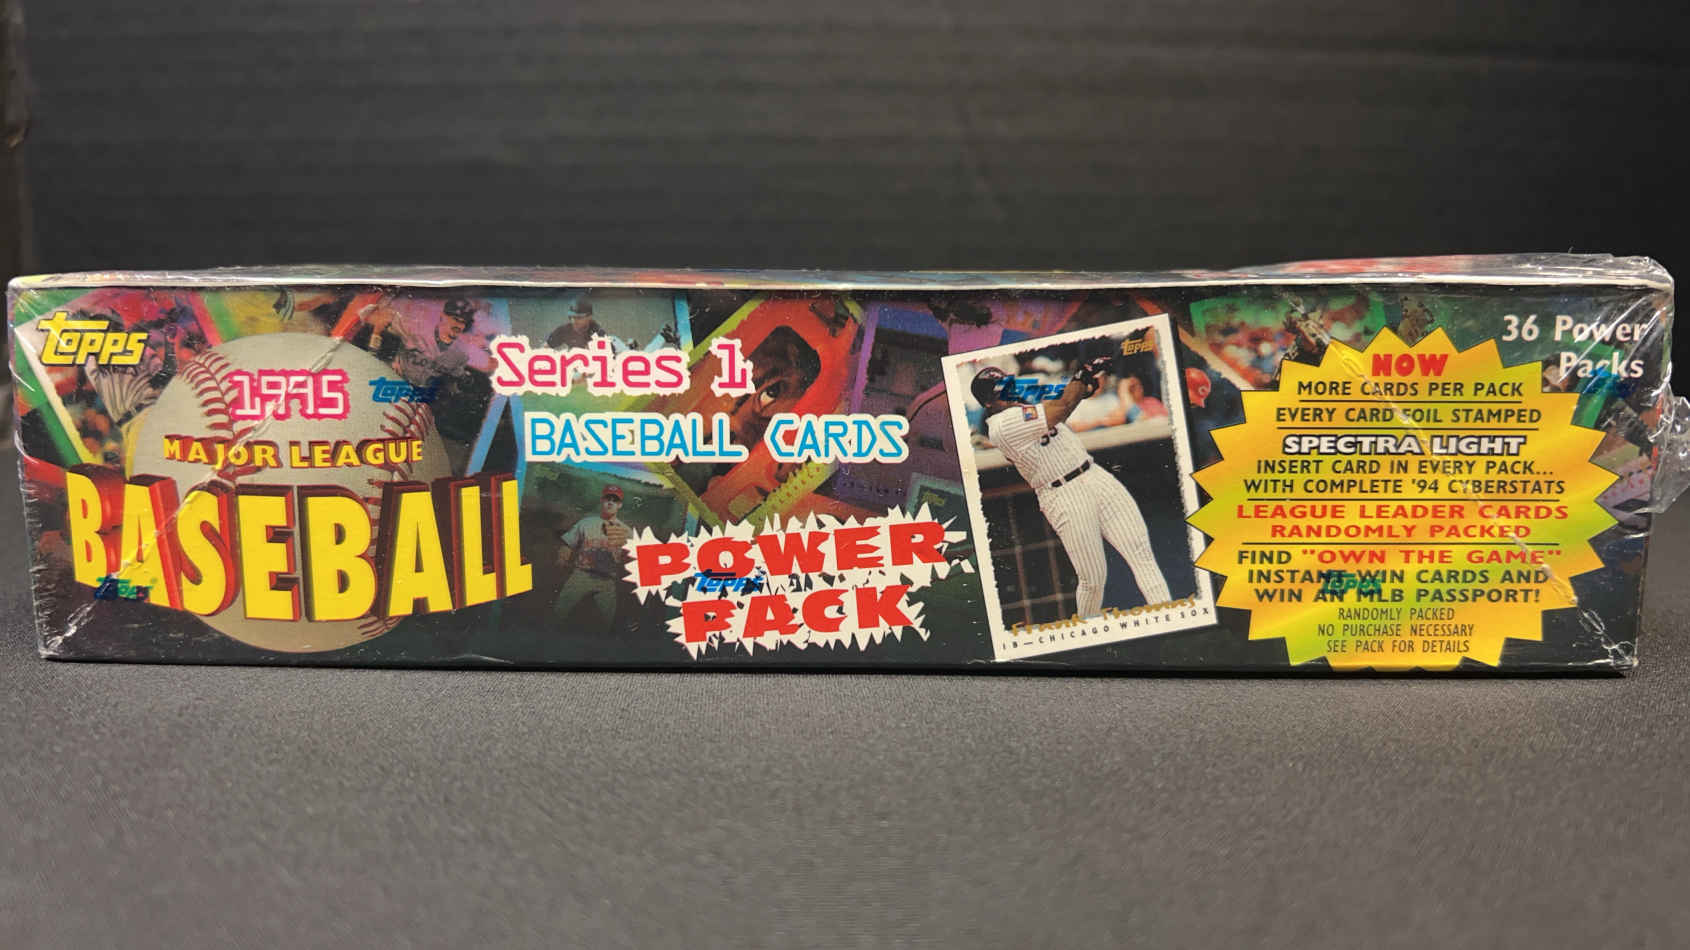 Topps
1995
MAJOR LEAGUE
BASEBALL
Topps
Topps
Series 1
BASEBALL CARDS
POWER
PACK
Topps
Topps
Topps
33
Frank Thomas
1B—CHICAGO WHITE SOX
36 Power
Packs
NOW
MORE CARDS PER PACK
EVERY CARD FOIL STAMPED
SPECTRA LIGHT
INSERT CARD IN EVERY PACK...
WITH COMPLETE '94 CYBERSTATS
LEAGUE LEADER CARDS
RANDOMLY PACKED
FIND "OWN THE GAME"
INSTANT WIN CARDS AND
WIN AN MLB PASSPORT!
Topps
RANDOMLY PACKED
NO PURCHASE NECESSARY
SEE PACK FOR DETAILS